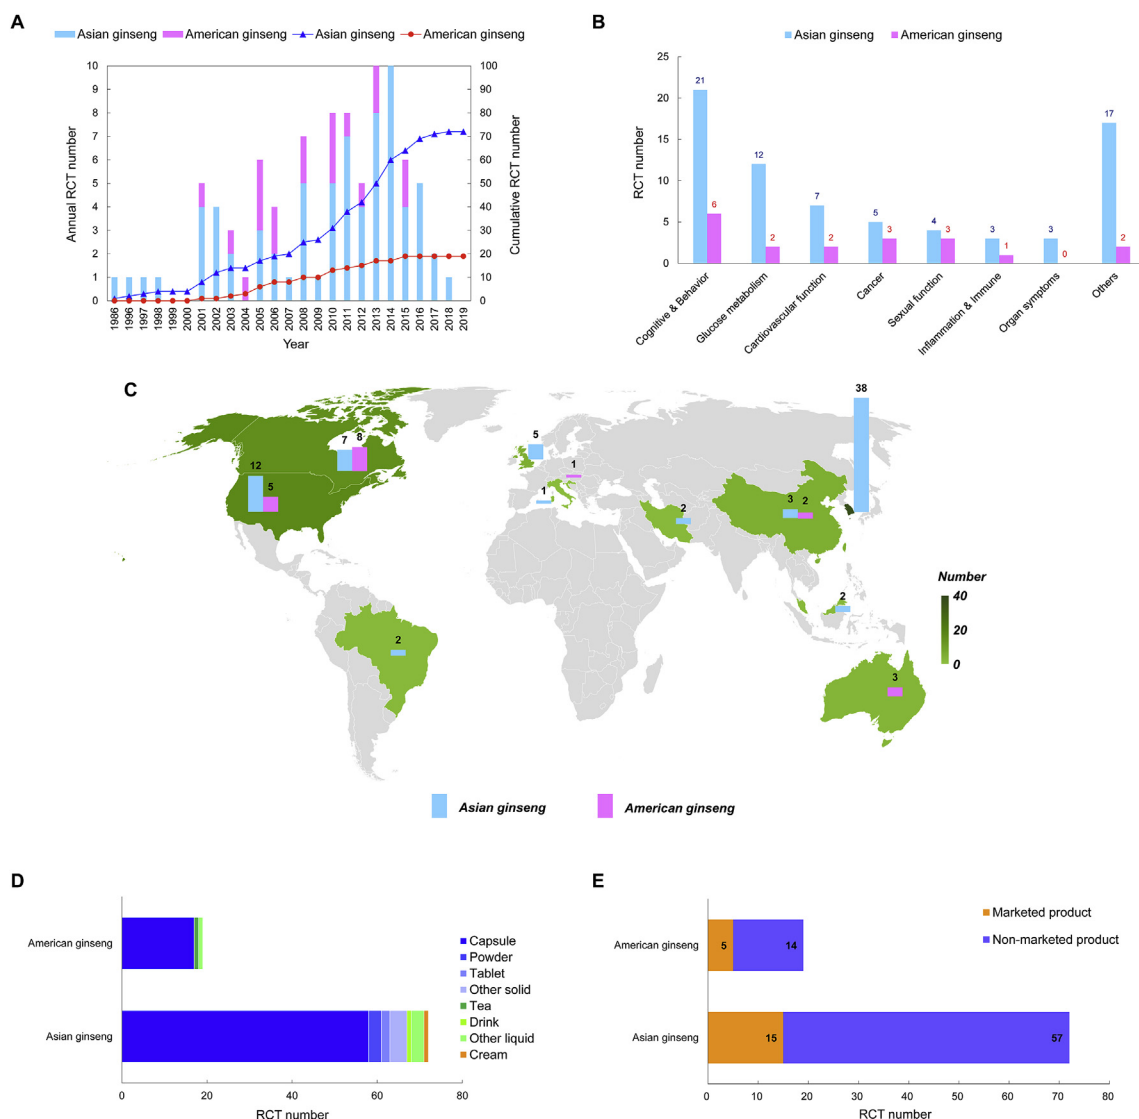 A
Asian ginseng American ginseng Asian ginseng American ginseng
Annual RCT number
10
9
8
7
6
5
4
3
2
1
0
100
90
80
70
60
50
40
30
20
10
0
Cumulative RCT number
1986 1996 1997 1998 1999 2000 2001 2002 2003 2004 2005 2006 2007 2008 2009 2010 2011 2012 2013 2014 2015 2016 2017 2018 2019
Year
B
Asian ginseng American ginseng
RCT number
25
20
15
10
5
0
21 6 12 2 7 2 5 3 4 3 3 1 3 0 17 2
Cognitive & Behavior
Glucose metabolism
Cardiovascular function
Cancer
Sexual function
Inflammation & Immune
Organ symptoms
Others
C
38
7 8
5
12
5
1
1
2
3 2
2
2
3
Number
40
20
0
Asian ginseng American ginseng
D
American ginseng
Asian ginseng
Capsule
Powder
Tablet
Other solid
Tea
Drink
Other liquid
Cream
0 20 40 60 80
RCT number
E
Marketed product
Non-marketed product
American ginseng
5 14
Asian ginseng
15 57
0 10 20 30 40 50 60 70 80
RCT number